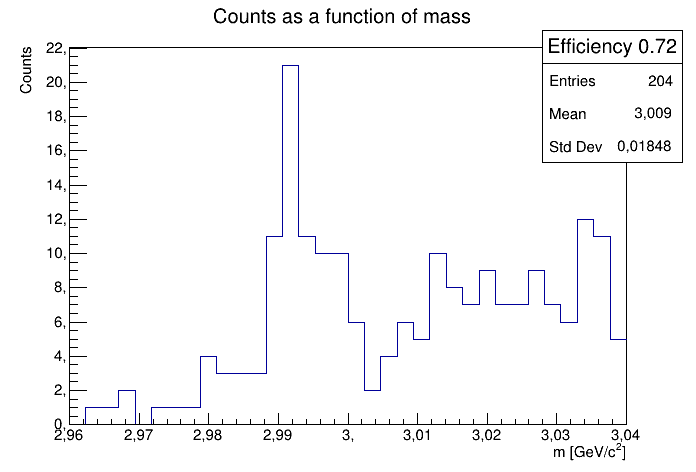 Counts as a function of mass
Efficiency 0.72
Entries 204
Mean 3,009
Std Dev 0,01848
Counts
22,
20,
18,
16,
14,
12,
10,
8,
6,
4,
2,
0,
2,96 2,97 2,98 2,99 3, 3,01 3,02 3,03 3,04
m [GeV/c²]